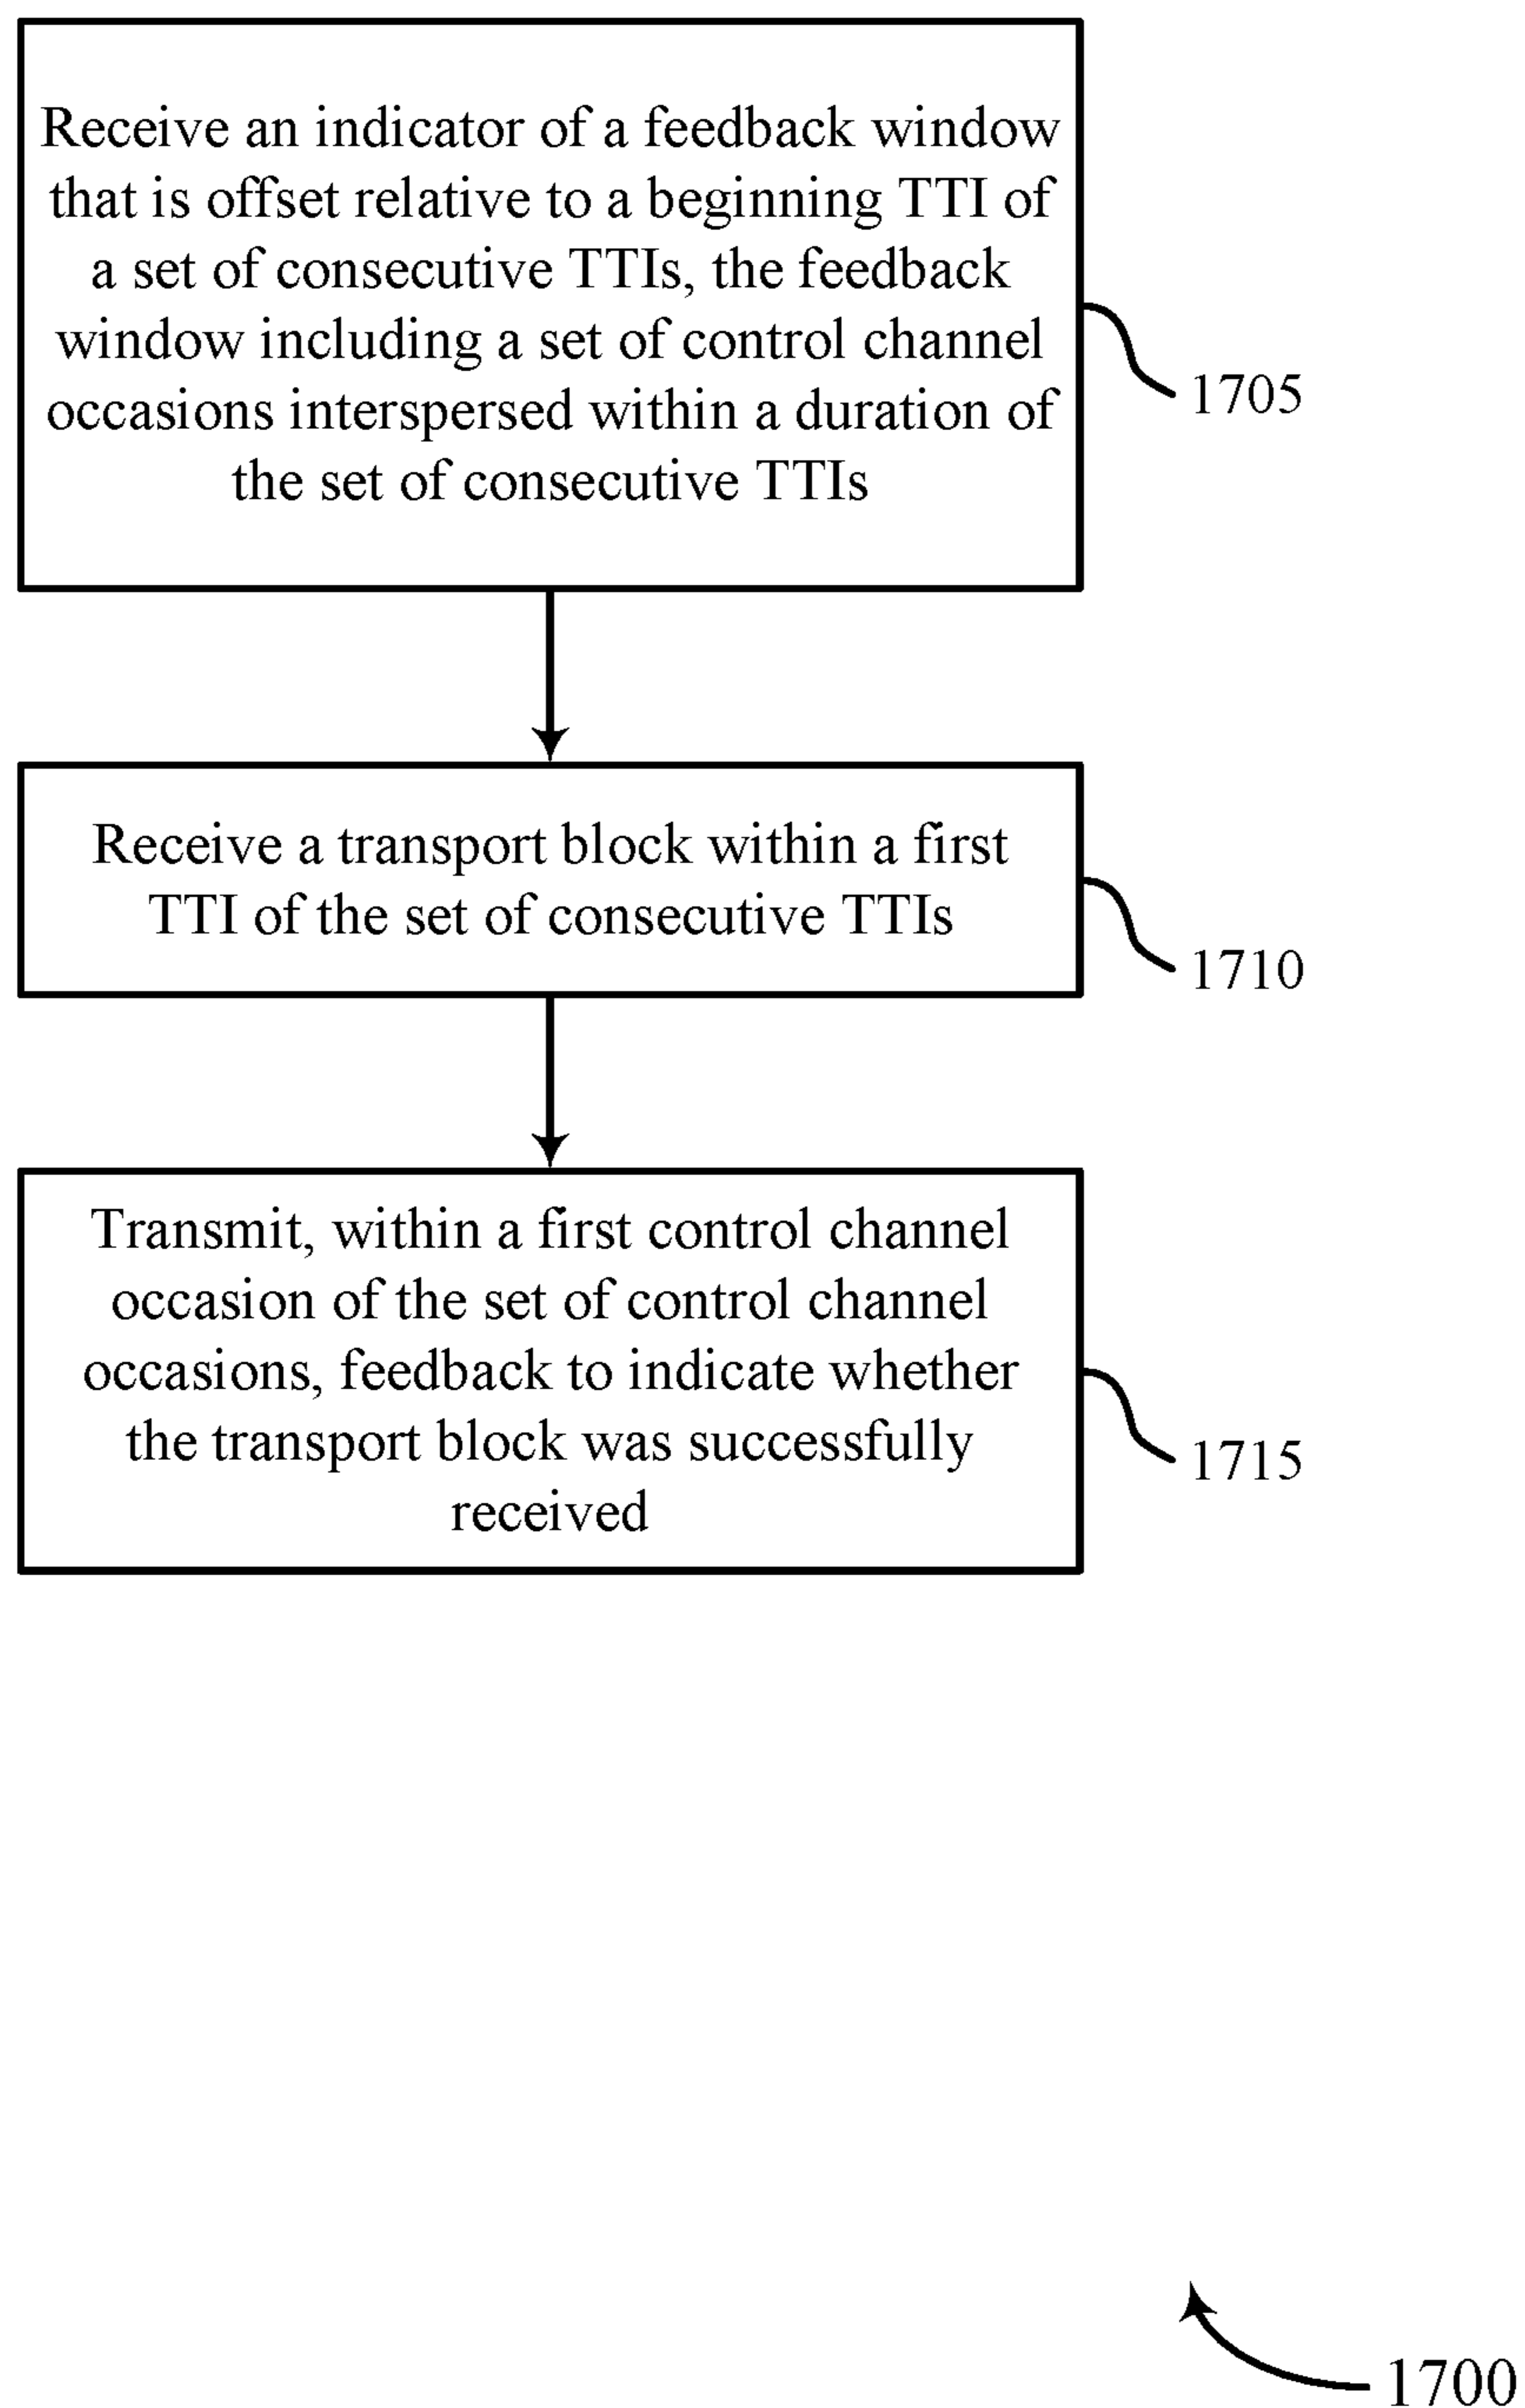 Receive an indicator of a feedback window
that is offset relative to a beginning TTI of
a set of consecutive TTIs, the feedback
window including a set of control channel
occasions interspersed within a duration of
the set of consecutive TTIs
1705
Receive a transport block within a first
TTI of the set of consecutive TTIs
1710
Transmit, within a first control channel
occasion of the set of control channel
occasions, feedback to indicate whether
the transport block was successfully
received
1715
1700